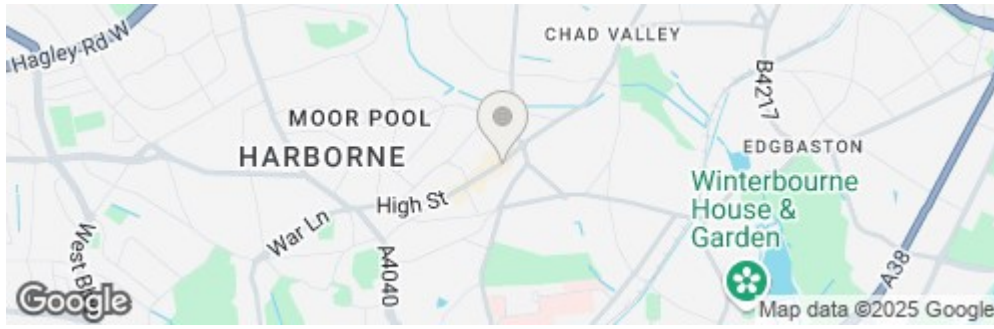 Hagley Rd W
CHAD VALLEY
B4217
MOOR POOL
HARBORNE
EDGBASTON
High St
War Ln
Winterbourne
House &
Garden
West Bl
A4040
A38
Google
Map data ©2025 Google